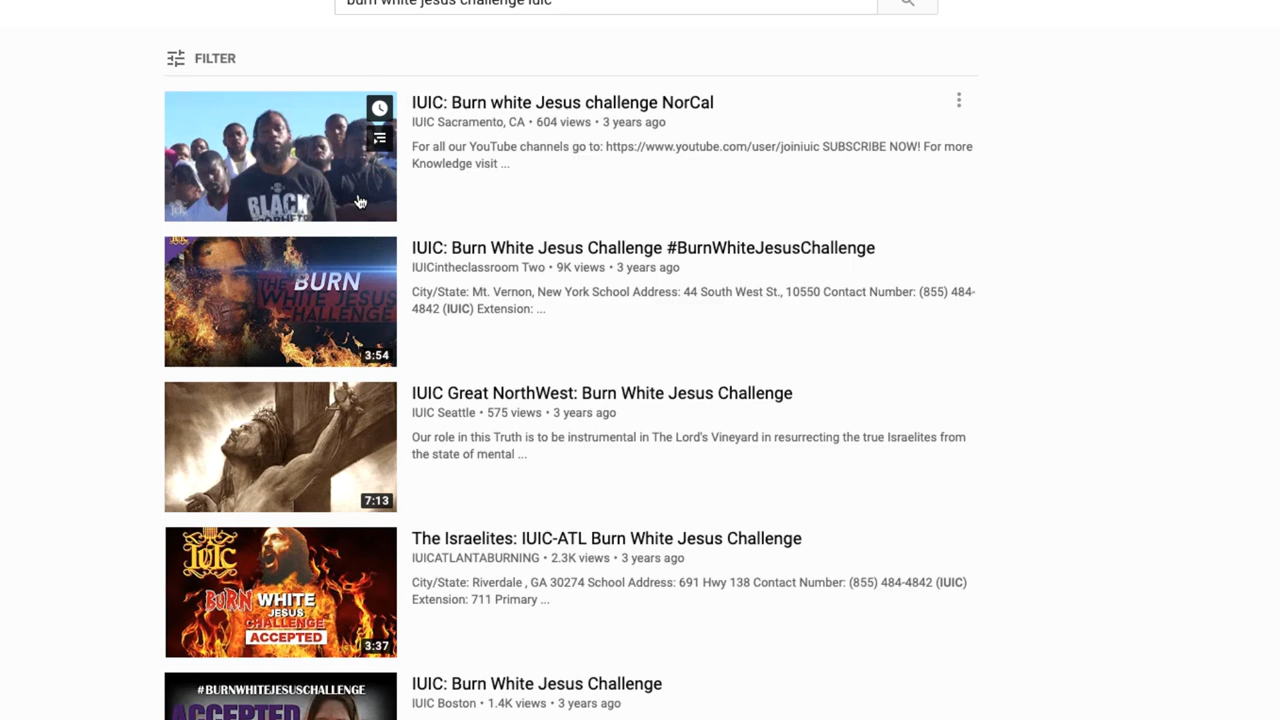 burn white jesus challenge iuic
FILTER
IUIC: Burn white Jesus challenge NorCal
IUIC Sacramento, CA • 604 views • 3 years ago
For all our YouTube channels go to: https://www.youtube.com/user/joiniuic SUBSCRIBE NOW! For more
Knowledge visit ...
BLACK
IUIC: Burn White Jesus Challenge #BurnWhiteJesusChallenge
IUICintheclassroom Two • 9K views • 3 years ago
City/State: Mt. Vernon, New York School Address: 44 South West St., 10550 Contact Number: (855) 484-
4842 (IUIC) Extension: ...
THE BURN
WHITE JESUS
CHALLENGE
3:54
IUIC Great NorthWest: Burn White Jesus Challenge
IUIC Seattle • 575 views • 3 years ago
Our role in this Truth is to be instrumental in The Lord's Vineyard in resurrecting the true Israelites from
the state of mental ...
7:13
The Israelites: IUIC-ATL Burn White Jesus Challenge
IUICATLANTABURNING • 2.3K views • 3 years ago
City/State: Riverdale , GA 30274 School Address: 691 Hwy 138 Contact Number: (855) 484-4842 (IUIC)
Extension: 711 Primary ...
IUIC
BURN WHITE
JESUS
CHALLENGE
ACCEPTED
3:37
IUIC: Burn White Jesus Challenge
IUIC Boston • 1.4K views • 3 years ago
#BURNWHITEJESUSCHALLENGE
ACCEPTED